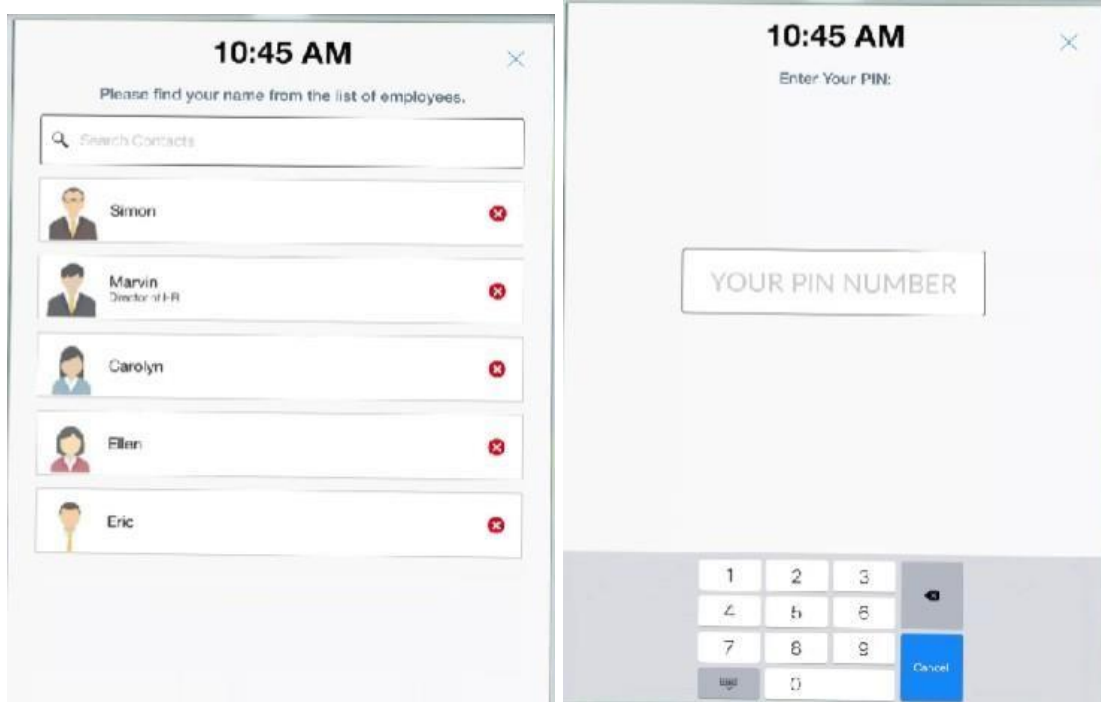 10:45 AM
Please find your name from the list of employees.
Search Contacts
Simon
Marvin
Director of HR
Carolyn
Ellen
Eric
10:45 AM
Enter Your PIN:
YOUR PIN NUMBER
1 2 3
4 5 6
7 8 9
Cancel
0